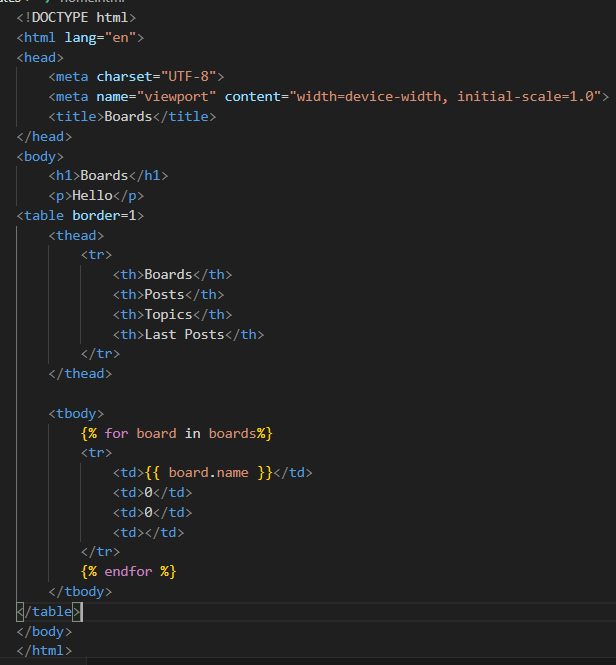 <!DOCTYPE html>
<html lang="en">
<head>
    <meta charset="UTF-8">
    <meta name="viewport" content="width=device-width, initial-scale=1.0">
    <title>Boards</title>
</head>
<body>
    <h1>Boards</h1>
    <p>Hello</p>
<table border=1>
    <thead>
        <tr>
            <th>Boards</th>
            <th>Posts</th>
            <th>Topics</th>
            <th>Last Posts</th>
        </tr>
    </thead>

    <tbody>
        {% for board in boards%}
        <tr>
            <td>{{ board.name }}</td>
            <td>0</td>
            <td>0</td>
            <td></td>
        </tr>
        {% endfor %}
    </tbody>
</table>
</body>
</html>